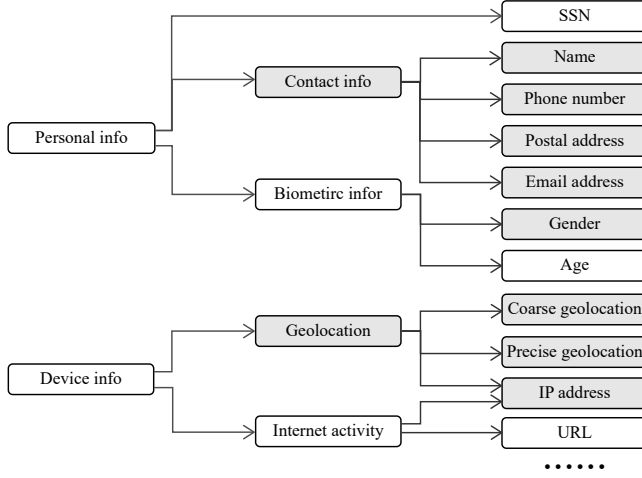 SSN
Name
Contact info
Phone number
Personal info
Postal address
Email address
Biometirc infor
Gender
Age
Coarse geolocation
Geolocation
Precise geolocation
Device info
IP address
Internet activity
URL
......